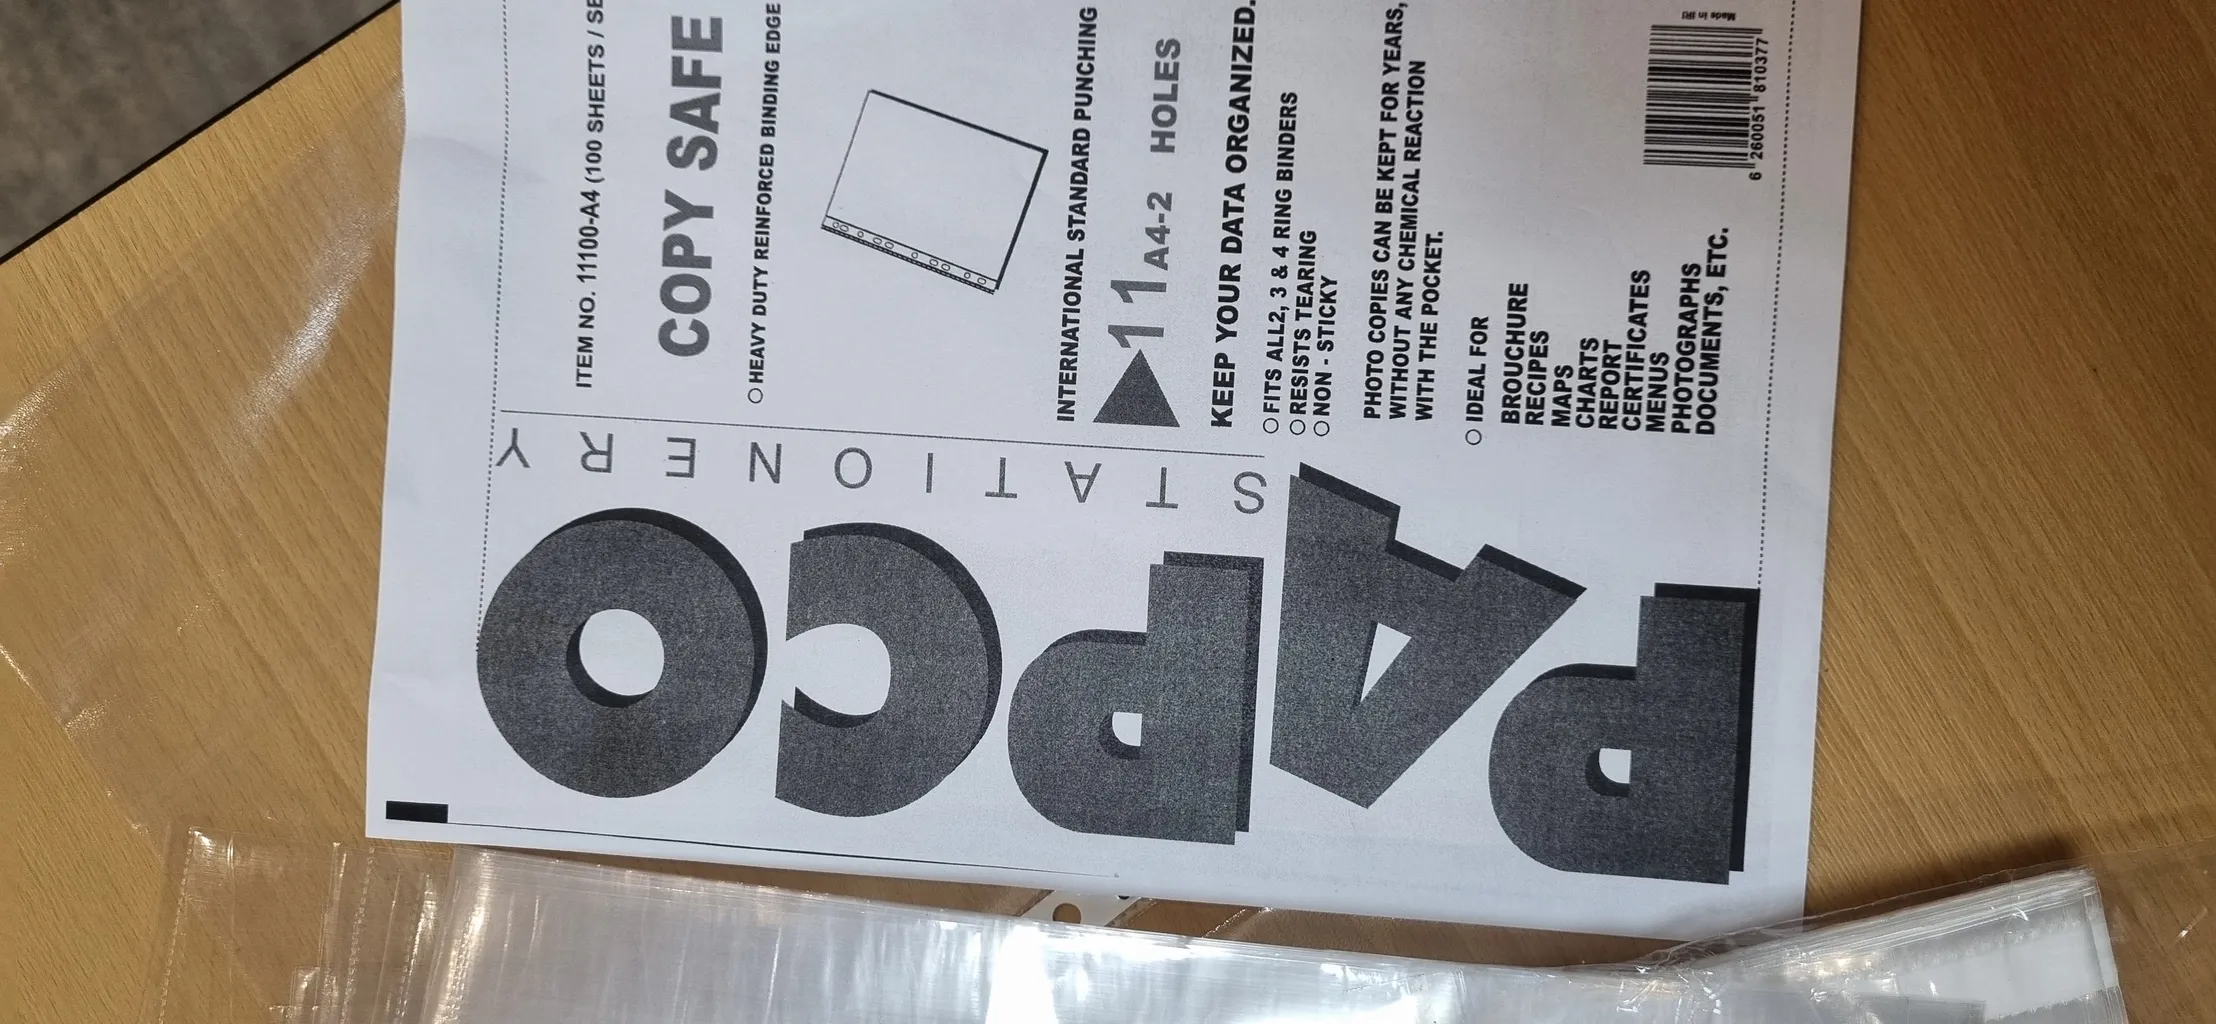 PAPCO
STATIONERY
ITEM NO. 11100-A4 (100 SHEETS /
COPY SAFE
HEAVY DUTY REINFORCED BINDING EDGE
INTERNATIONAL STANDARD PUNCHING
11 A4-2 HOLES
KEEP YOUR DATA ORGANIZED.
FITS ALL2, 3 & 4 RING BINDERS
RESISTS TEARING
NON - STICKY
PHOTO COPIES CAN BE KEPT FOR YEARS,
WITHOUT ANY CHEMICAL REACTION
WITH THE POCKET.
IDEAL FOR
BROUCHURE
RECIPES
MAPS
CHARTS
REPORT
CERTIFICATES
MENUS
PHOTOGRAPHS
DOCUMENTS, ETC.
6 260051 810377
Made in IR